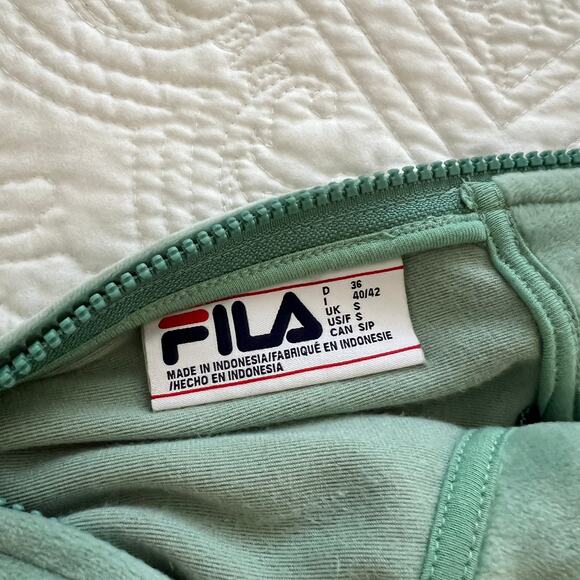 FILA
D 36
I 40/42
UK S
US/F S
CAN S/P
MADE IN INDONESIA/FABRIQUÉ EN INDONESIE
/HECHO EN INDONESIA